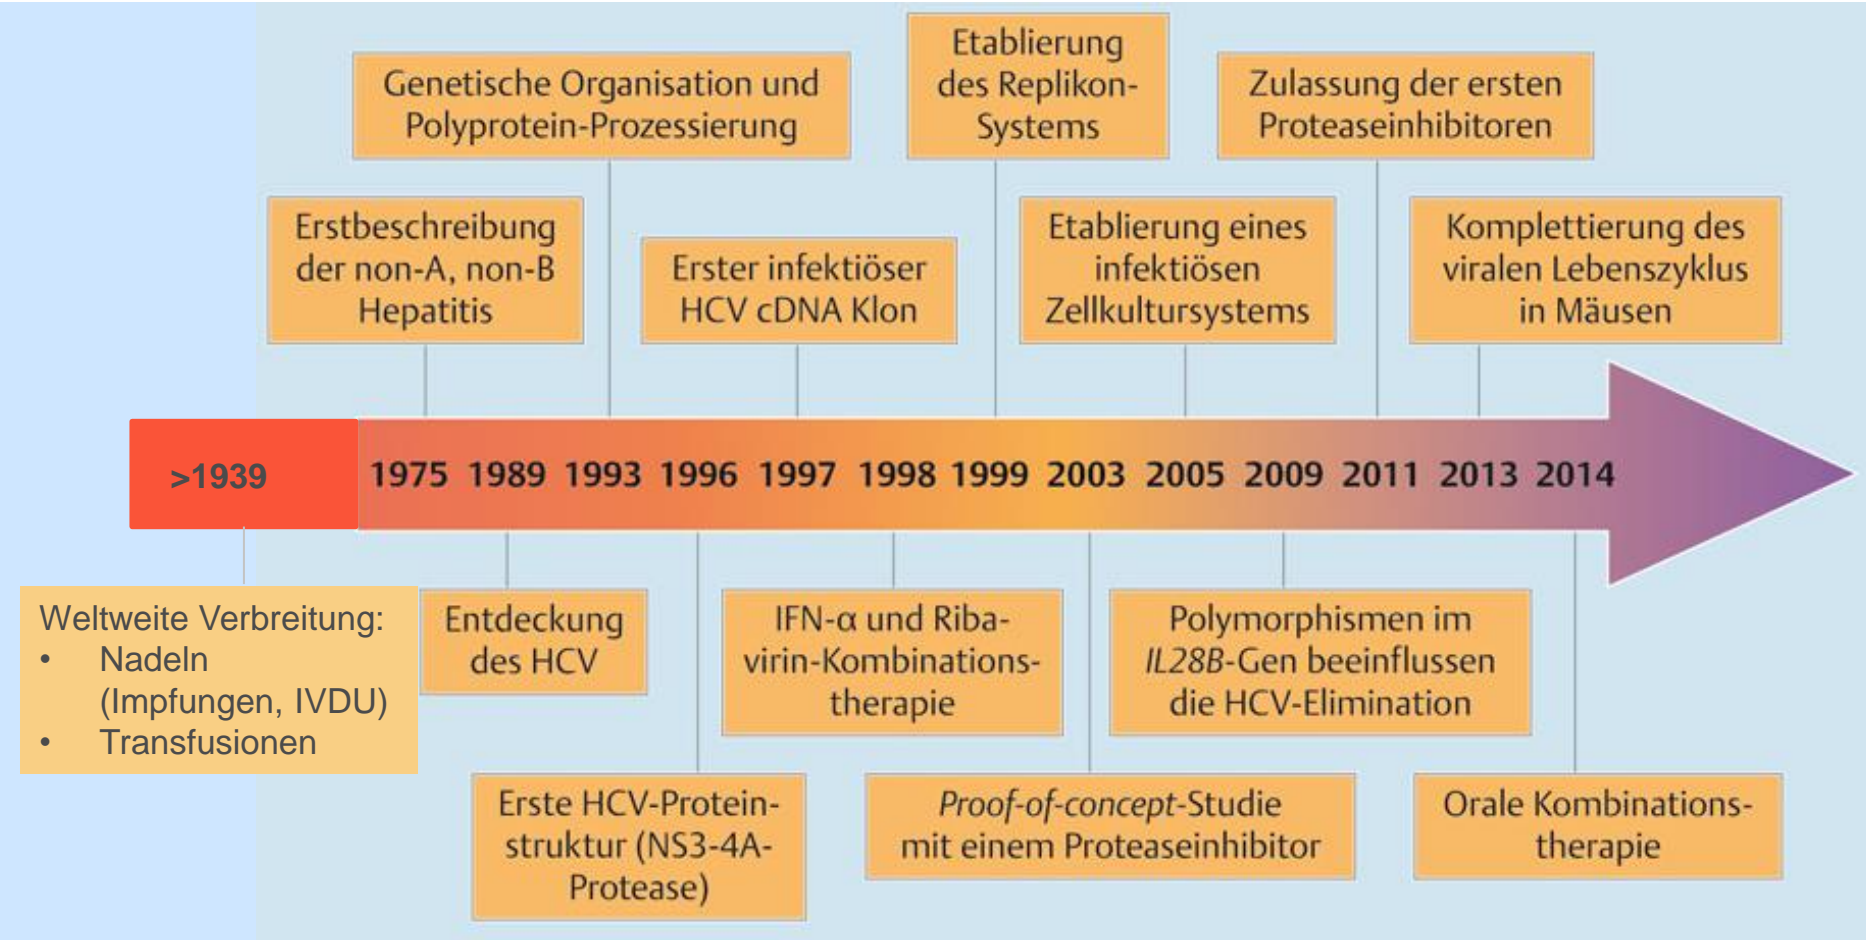 Genetische Organisation und
Polyprotein-Prozessierung
Etablierung
des Replikon-
Systems
Zulassung der ersten
Proteaseinhibitoren
Erstbeschreibung
der non-A, non-B
Hepatitis
Erster infektiöser
HCV cDNA Klon
Etablierung eines
infektiösen
Zellkultursystems
Komplettierung des
viralen Lebenszyklus
in Mäusen
>1939 1975 1989 1993 1996 1997 1998 1999 2003 2005 2009 2011 2013 2014
Weltweite Verbreitung:
• Nadeln
(Impfungen, IVDU)
• Transfusionen
Entdeckung
des HCV
IFN-α und Riba-
virin-Kombinations-
therapie
Polymorphismen im
IL28B-Gen beeinflussen
die HCV-Elimination
Erste HCV-Protein-
struktur (NS3-4A-
Protease)
Proof-of-concept-Studie
mit einem Proteaseinhibitor
Orale Kombinations-
therapie